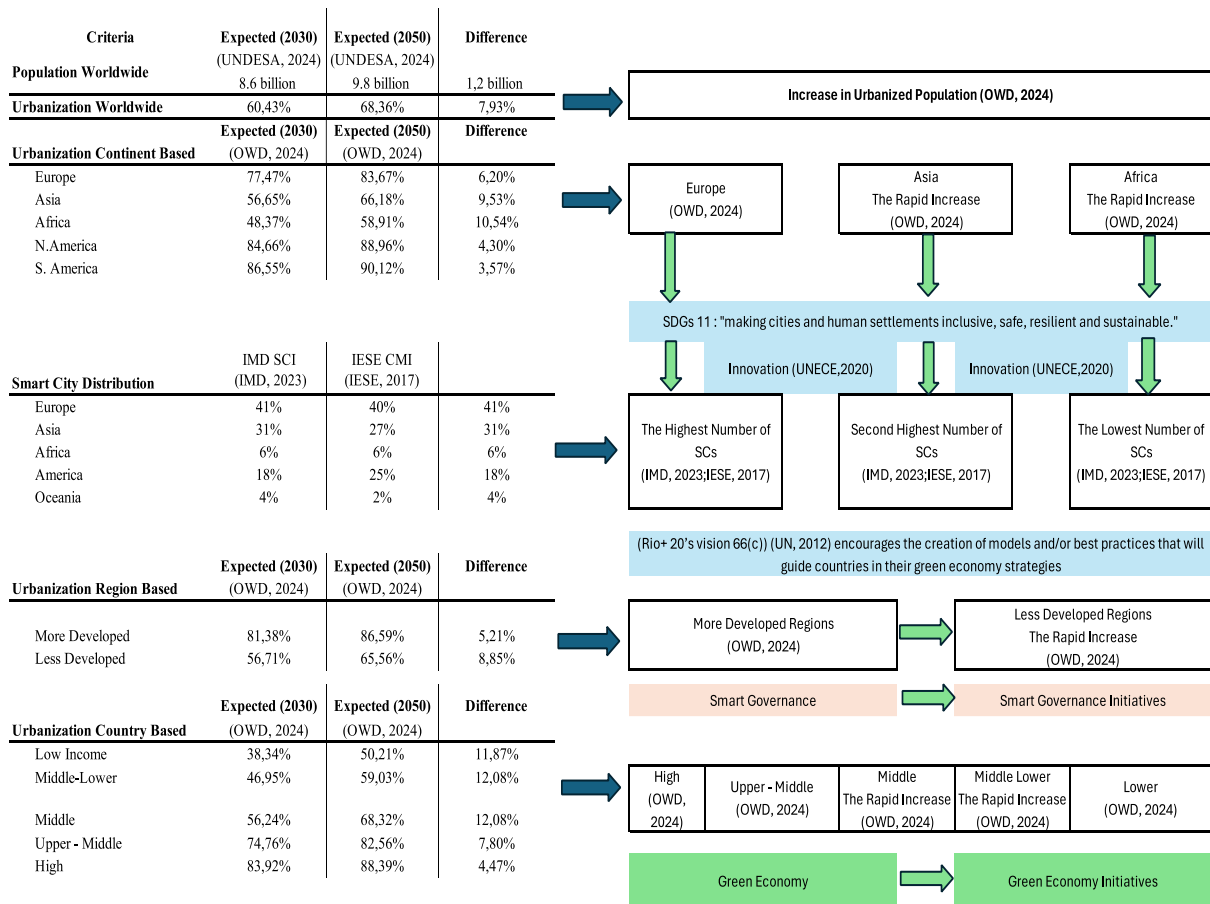 Criteria Expected (2030) Expected (2050) Difference
(UNDESA, 2024) (UNDESA, 2024)
Population Worldwide
8.6 billion 9.8 billion 1,2 billion
Urbanization Worldwide 60,43% 68,36% 7,93%
Expected (2030) Expected (2050) Difference
Urbanization Continent Based (OWD, 2024) (OWD, 2024)
Europe 77,47% 83,67% 6,20%
Asia 56,65% 66,18% 9,53%
Africa 48,37% 58,91% 10,54%
N.America 84,66% 88,96% 4,30%
S. America 86,55% 90,12% 3,57%
IMD SCI IESE CMI
Smart City Distribution (IMD, 2023) (IESE, 2017)
Europe 41% 40% 41%
Asia 31% 27% 31%
Africa 6% 6% 6%
America 18% 25% 18%
Oceania 4% 2% 4%
Expected (2030) Expected (2050) Difference
Urbanization Region Based (OWD, 2024) (OWD, 2024)
More Developed 81,38% 86,59% 5,21%
Less Developed 56,71% 65,56% 8,85%
Expected (2030) Expected (2050) Difference
Urbanization Country Based (OWD, 2024) (OWD, 2024)
Low Income 38,34% 50,21% 11,87%
Middle-Lower 46,95% 59,03% 12,08%
Middle 56,24% 68,32% 12,08%
Upper - Middle 74,76% 82,56% 7,80%
High 83,92% 88,39% 4,47%
Increase in Urbanized Population (OWD, 2024)
Europe
(OWD, 2024)
Asia
The Rapid Increase
(OWD, 2024)
Africa
The Rapid Increase
(OWD, 2024)
SDGs 11 : "making cities and human settlements inclusive, safe, resilient and sustainable."
Innovation (UNECE,2020)
Innovation (UNECE,2020)
The Highest Number of
SCs
(IMD, 2023;IESE, 2017)
Second Highest Number of
SCs
(IMD, 2023;IESE, 2017)
The Lowest Number of
SCs
(IMD, 2023;IESE, 2017)
(Rio+ 20's vision 66(c)) (UN, 2012) encourages the creation of models and/or best practices that will
guide countries in their green economy strategies
More Developed Regions
(OWD, 2024)
Less Developed Regions
The Rapid Increase
(OWD, 2024)
Smart Governance
Smart Governance Initiatives
High
(OWD,
2024)
Upper - Middle
(OWD, 2024)
Middle
The Rapid Increase
(OWD, 2024)
Middle Lower
The Rapid Increase
(OWD, 2024)
Lower
(OWD, 2024)
Green Economy
Green Economy Initiatives